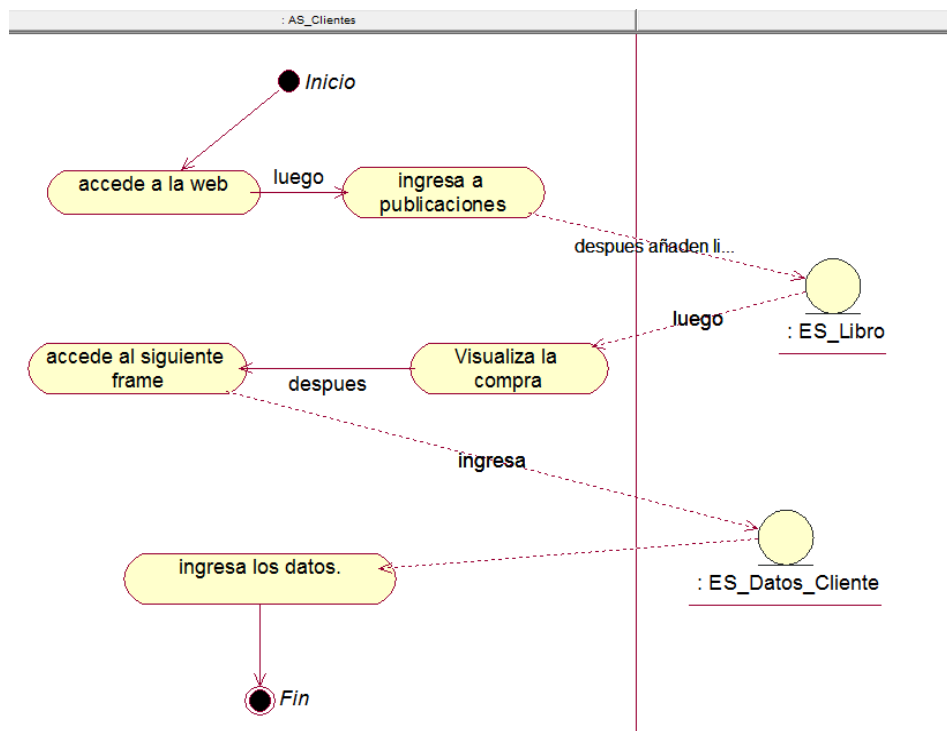 : AS_Clientes
Inicio
accede a la web
luego
ingresa a
publicaciones
despues añaden li...
luego
: ES_Libro
Visualiza la
compra
despues
accede al siguiente
frame
ingresa
: ES_Datos_Cliente
ingresa los datos.
Fin